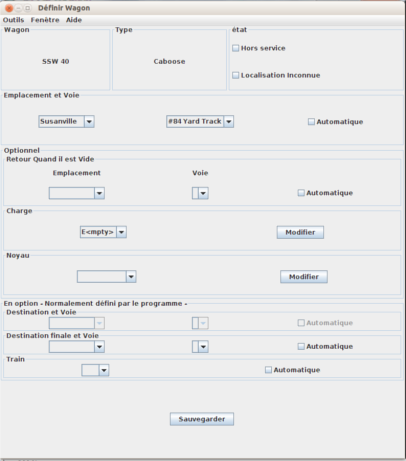 Définir Wagon
Outils Fenêtre Aide
Wagon Type état
SSW 40 Caboose
Hors service
Localisation Inconnue
Emplacement et Voie
Susanville #84 Yard Track Automatique
Optionnel
Retour Quand il est Vide
Emplacement Voie
Automatique
Charge
E<mpty> Modifier
Noyau
Modifier
En option - Normalement défini par le programme -
Destination et Voie
Automatique
Destination finale et Voie
Automatique
Train
Automatique
Sauvegarder